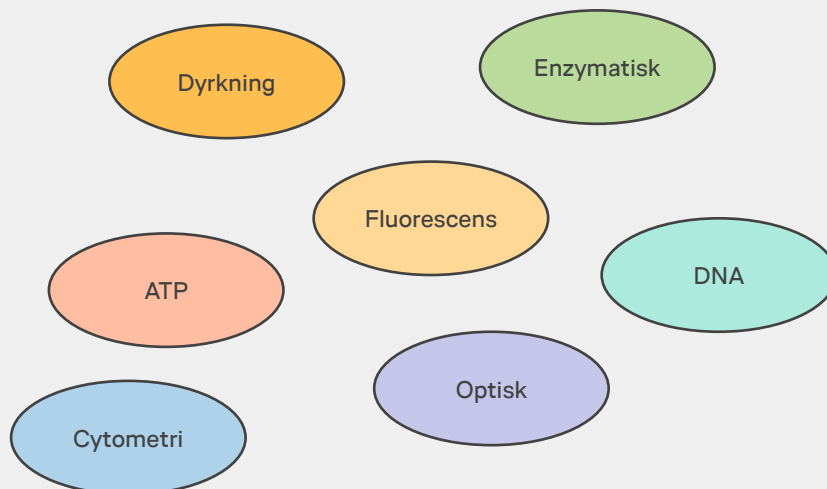 Dyrkning
Enzymatisk
Fluorescens
ATP
DNA
Optisk
Cytometri